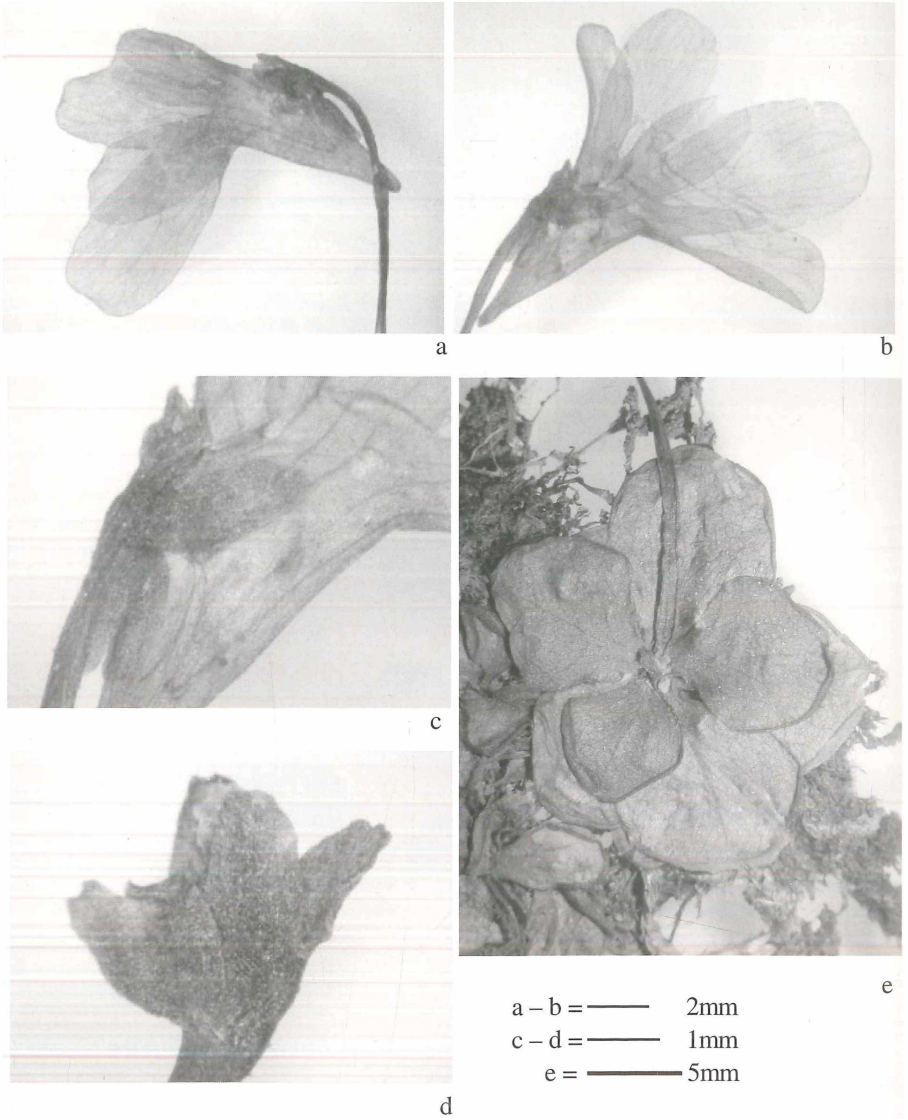 a
b
c
d
e
a – b = 2mm
c – d = 1mm
e = 5mm